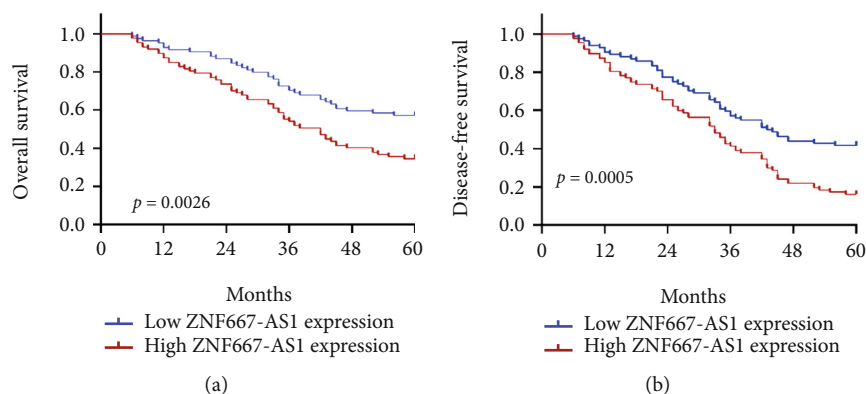 Overall survival
1.0
0.8
0.6
0.4
0.2
0.0
p = 0.0026
0 12 24 36 48 60
Months
Low ZNF667-AS1 expression
High ZNF667-AS1 expression
(a)
Disease-free survival
1.0
0.8
0.6
0.4
0.2
0.0
p = 0.0005
0 12 24 36 48 60
Months
Low ZNF667-AS1 expression
High ZNF667-AS1 expression
(b)